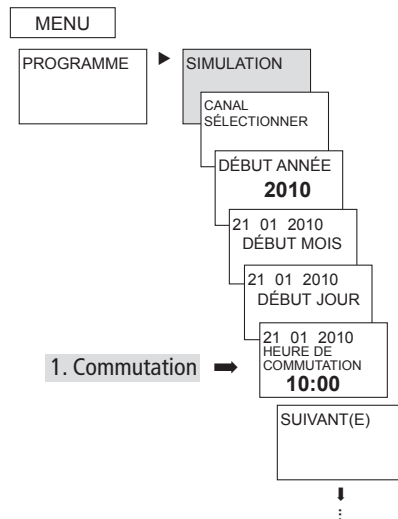 MENU
PROGRAMME
SIMULATION
CANAL
SÉLECTIONNER
DÉBUT ANNÉE
2010
21 01 2010
DÉBUT MOIS
21 01 2010
DÉBUT JOUR
21 01 2010
HEURE DE
COMMUTATION
10:00
1. Commutation
SUIVANT(E)